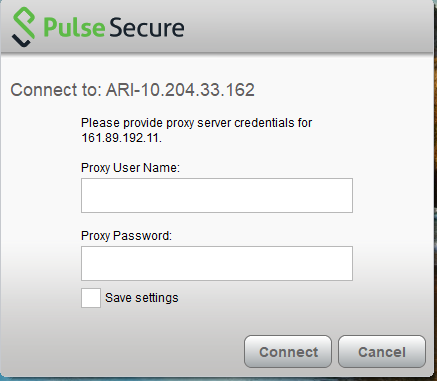 Pulse Secure
Connect to: ARI-10.204.33.162
Please provide proxy server credentials for
161.89.192.11.
Proxy User Name:
Proxy Password:
Save settings
Connect
Cancel